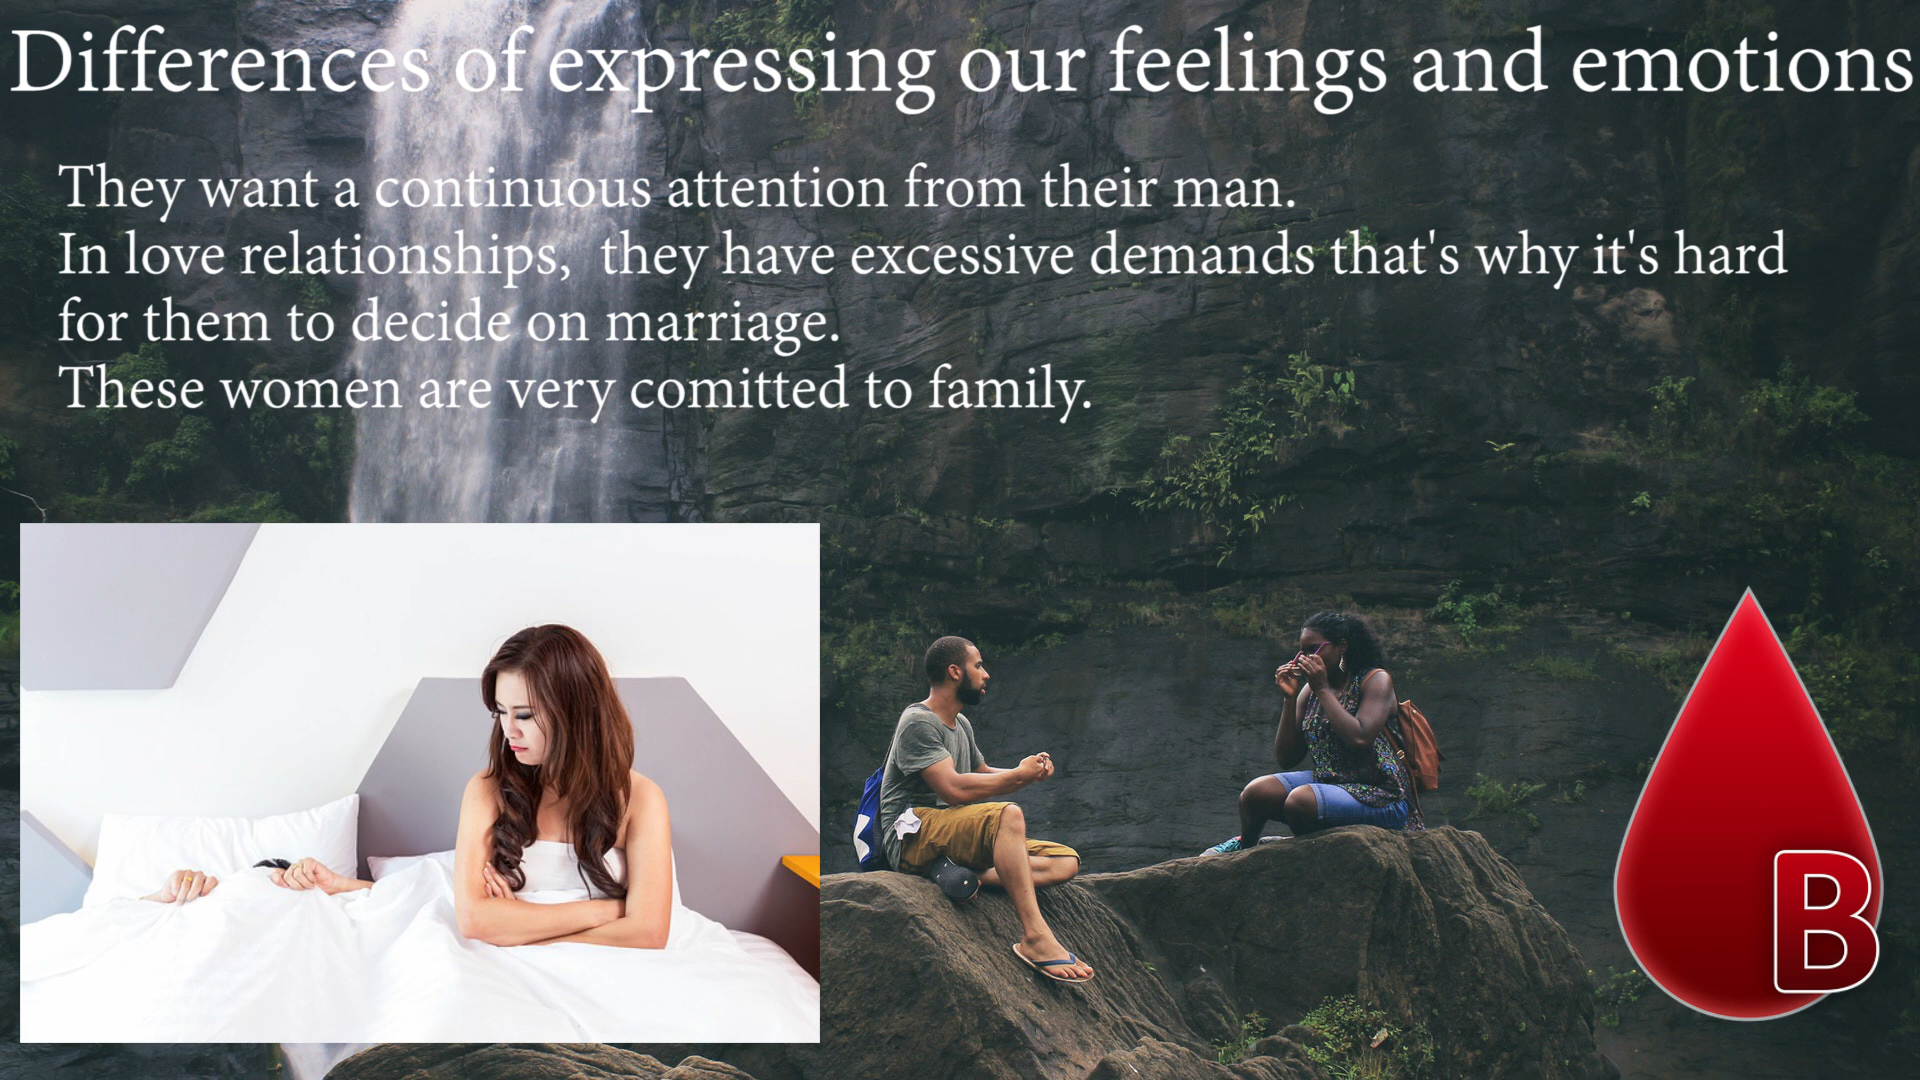 Differences of expressing our feelings and emotions
They want a continuous attention from their man.
In love relationships,  they have excessive demands that's why it's hard
for them to decide on marriage.
These women are very comitted to family.
B